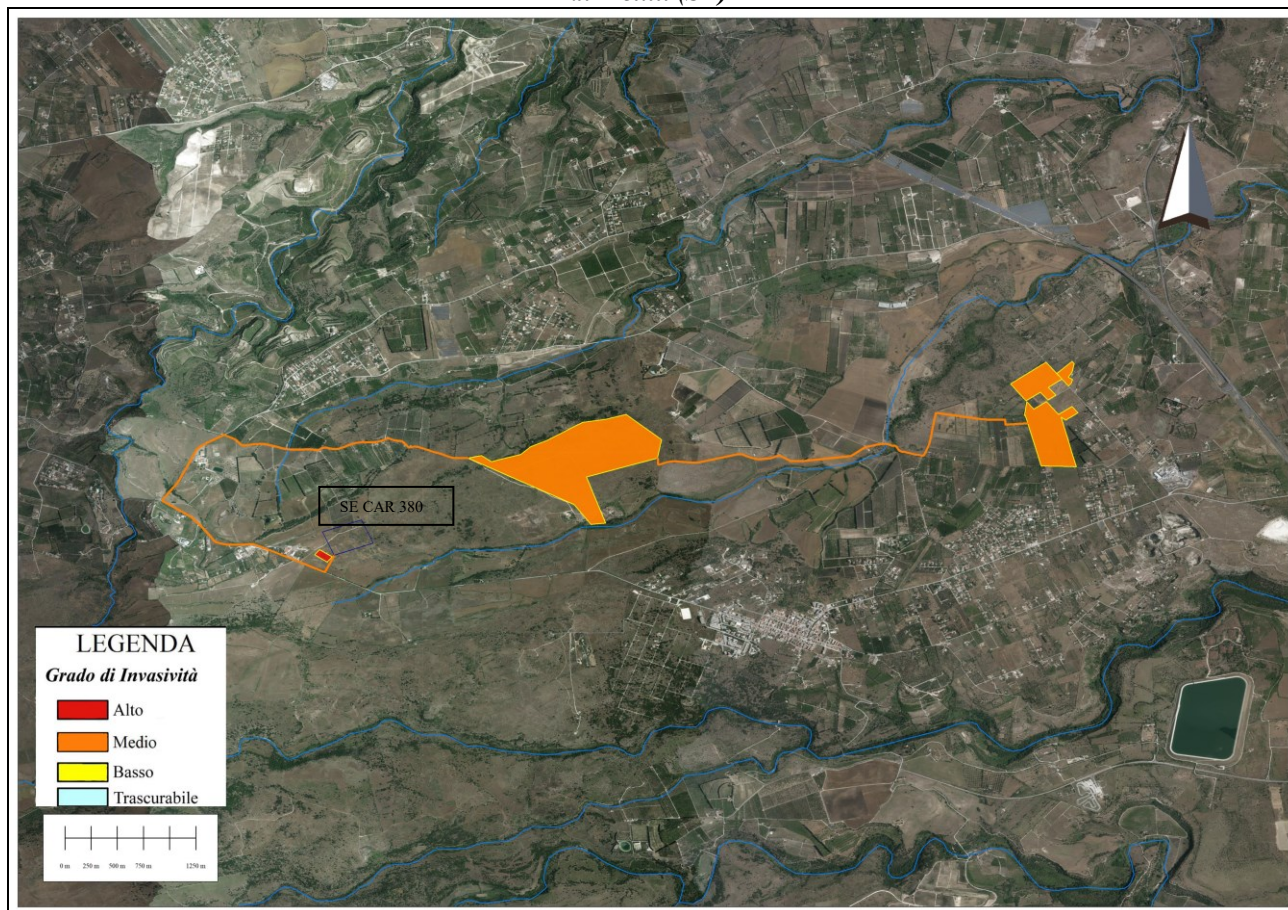 SE CAR 380
LEGENDA
Grado di Invasività
Alto
Medio
Basso
Trascurabile
0 m 250 m 500 m 750 m 1250 m